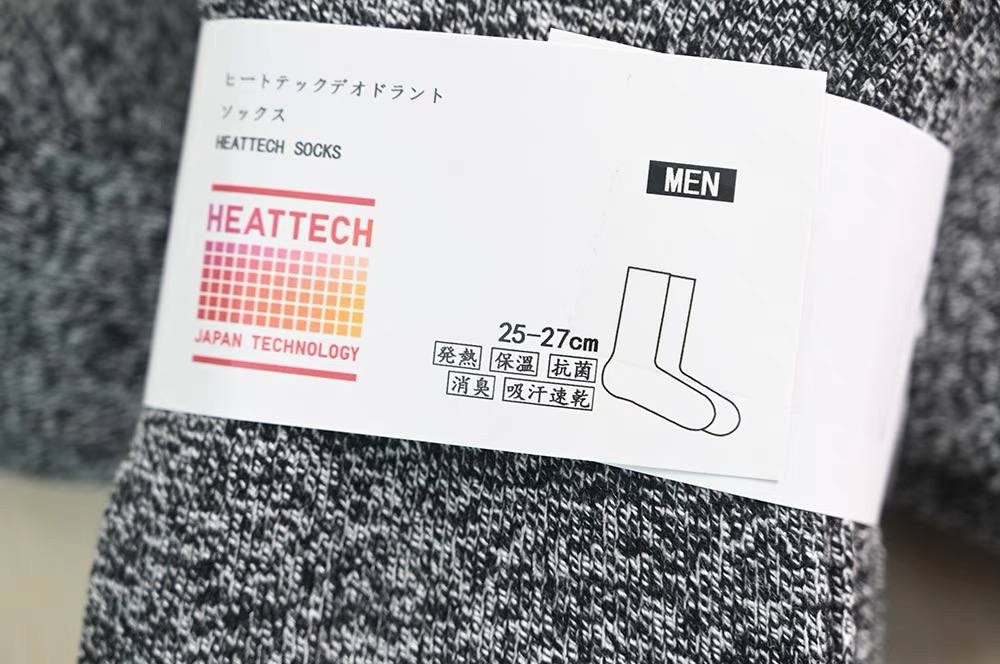 ヒートテックデオドラント
ソックス
HEATTECH SOCKS
HEATTECH
JAPAN TECHNOLOGY
MEN
25-27cm
発熱 保溫 抗菌
消臭 吸汗速乾